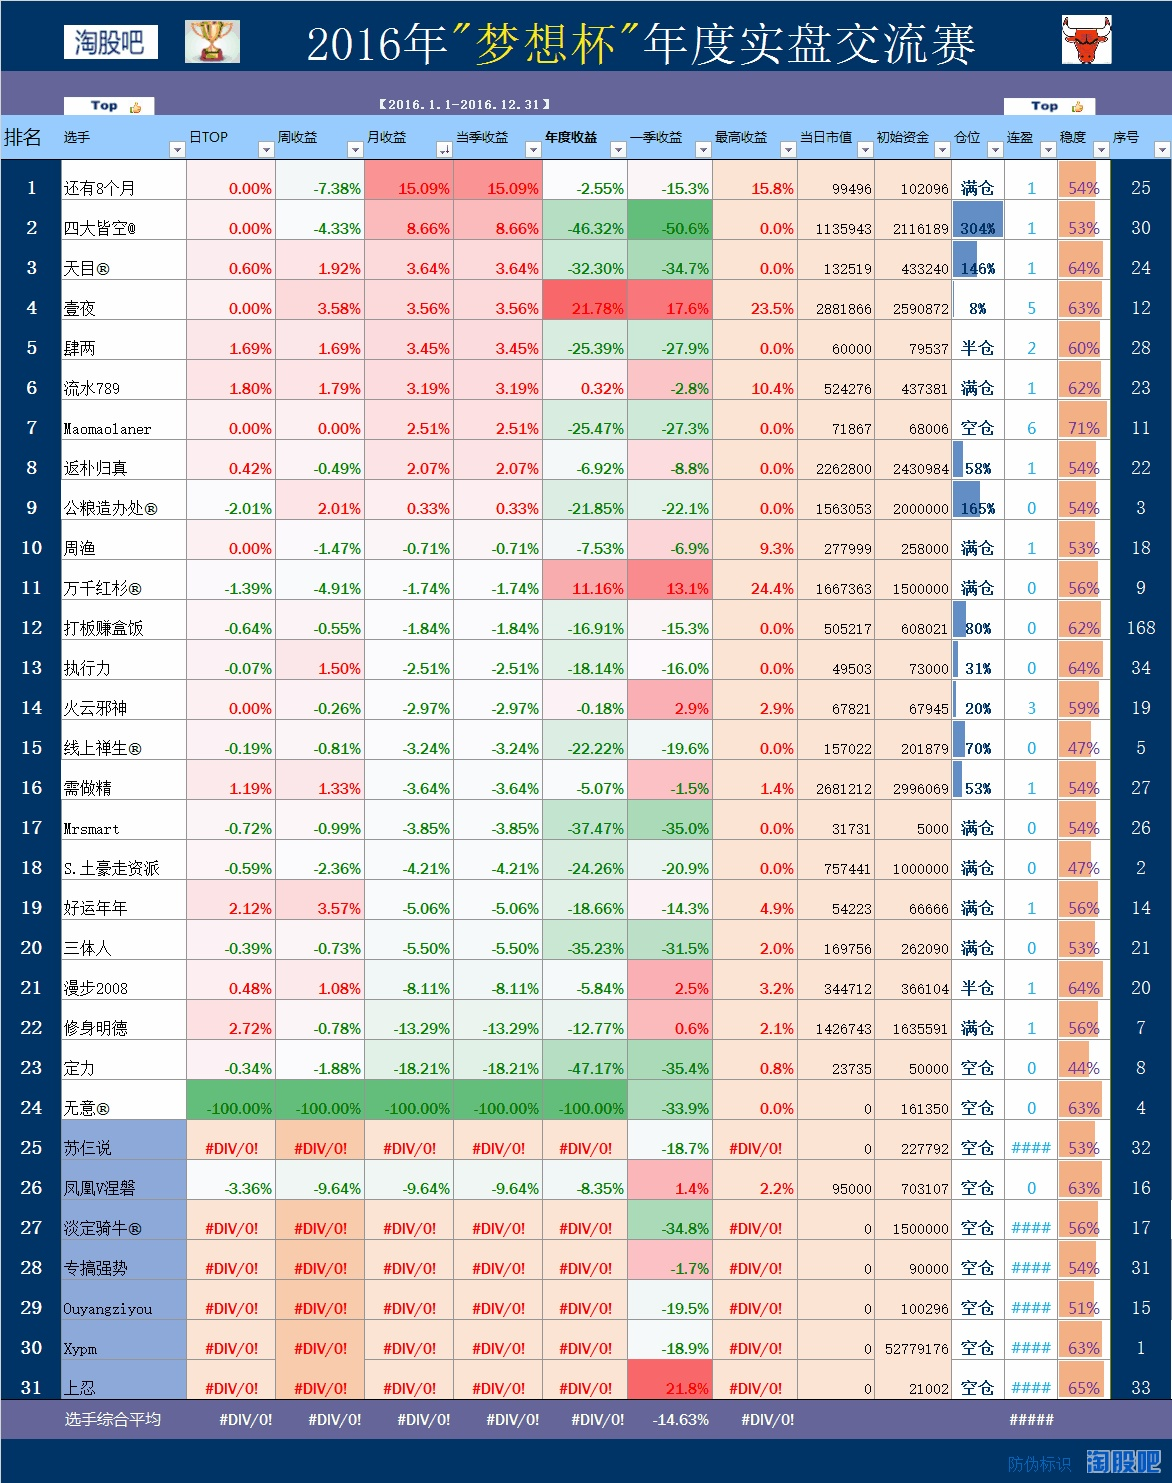 淘股吧 2016年"梦想杯"年度实盘交流赛
Top 【2016.1.1-2016.12.31】 Top
排名 选手 日TOP 周收益 月收益 当季收益 年度收益 一季收益 最高收益 当日市值 初始资金 仓位 连盈 稳度 序号
1 还有8个月 0.00% -7.38% 15.09% 15.09% -2.55% -15.3% 15.8% 99496 102096 满仓 1 54% 25
2 四大皆空@ 0.00% -4.33% 8.66% 8.66% -46.32% -50.6% 0.0% 1135943 2116189 304% 1 53% 30
3 天目® 0.60% 1.92% 3.64% 3.64% -32.30% -34.7% 0.0% 132519 433240 146% 1 64% 24
4 壹夜 0.00% 3.58% 3.56% 3.56% 21.78% 17.6% 23.5% 2881866 2590872 8% 5 63% 12
5 肆两 1.69% 1.69% 3.45% 3.45% -25.39% -27.9% 0.0% 60000 79537 半仓 2 60% 28
6 流水789 1.80% 1.79% 3.19% 3.19% 0.32% -2.8% 10.4% 524276 437381 满仓 1 62% 23
7 Maomaolaner 0.00% 0.00% 2.51% 2.51% -25.47% -27.3% 0.0% 71867 68006 空仓 6 71% 11
8 返朴归真 0.42% -0.49% 2.07% 2.07% -6.92% -8.8% 0.0% 2262800 2430984 58% 1 54% 22
9 公粮造办处® -2.01% 2.01% 0.33% 0.33% -21.85% -22.1% 0.0% 1563053 2000000 165% 0 54% 3
10 周渔 0.00% -1.47% -0.71% -0.71% -7.53% -6.9% 9.3% 277999 258000 满仓 1 53% 18
11 万千红杉® -1.39% -4.91% -1.74% -1.74% 11.16% 13.1% 24.4% 1667363 1500000 满仓 0 56% 9
12 打板赚盒饭 -0.64% -0.55% -1.84% -1.84% -16.91% -15.3% 0.0% 505217 608021 80% 0 62% 168
13 执行力 -0.07% 1.50% -2.51% -2.51% -18.14% -16.0% 0.0% 49503 73000 31% 0 64% 34
14 火云邪神 0.00% -0.26% -2.97% -2.97% -0.18% 2.9% 2.9% 67821 67945 20% 3 59% 19
15 线上禅生® -0.19% -0.81% -3.24% -3.24% -22.22% -19.6% 0.0% 157022 201879 70% 0 47% 5
16 需做精 1.19% 1.33% -3.64% -3.64% -5.07% -1.5% 1.4% 2681212 2996069 53% 1 54% 27
17 Mrsmart -0.72% -0.99% -3.85% -3.85% -37.47% -35.0% 0.0% 31731 5000 满仓 0 54% 26
18 S.土豪走资派 -0.59% -2.36% -4.21% -4.21% -24.26% -20.9% 0.0% 757441 1000000 满仓 0 47% 2
19 好运年年 2.12% 3.57% -5.06% -5.06% -18.66% -14.3% 4.9% 54223 66666 满仓 1 56% 14
20 三体人 -0.39% -0.73% -5.50% -5.50% -35.23% -31.5% 2.0% 169756 262090 满仓 0 53% 21
21 漫步2008 0.48% 1.08% -8.11% -8.11% -5.84% 2.5% 3.2% 344712 366104 半仓 1 64% 20
22 修身明德 2.72% -0.78% -13.29% -13.29% -12.77% 0.6% 2.1% 1426743 1635591 满仓 1 56% 7
23 定力 -0.34% -1.88% -18.21% -18.21% -47.17% -35.4% 0.8% 23735 50000 空仓 0 44% 8
24 无意® -100.00% -100.00% -100.00% -100.00% -100.00% -33.9% 0.0% 0 161350 空仓 0 63% 4
25 苏仨说 #DIV/0! #DIV/0! #DIV/0! #DIV/0! #DIV/0! -18.7% #DIV/0! 0 227792 空仓 #### 53% 32
26 凤凰V涅磐 -3.36% -9.64% -9.64% -9.64% -8.35% 1.4% 2.2% 95000 703107 空仓 0 63% 16
27 淡定骑牛® #DIV/0! #DIV/0! #DIV/0! #DIV/0! #DIV/0! -34.8% #DIV/0! 0 1500000 空仓 #### 56% 17
28 专搞强势 #DIV/0! #DIV/0! #DIV/0! #DIV/0! #DIV/0! -1.7% #DIV/0! 0 90000 空仓 #### 54% 31
29 Ouyangziyou #DIV/0! #DIV/0! #DIV/0! #DIV/0! #DIV/0! -19.5% #DIV/0! 0 100296 空仓 #### 51% 15
30 Xypm #DIV/0! #DIV/0! #DIV/0! #DIV/0! #DIV/0! -18.9% #DIV/0! 0 52779176 空仓 #### 63% 1
31 上忍 #DIV/0! #DIV/0! #DIV/0! #DIV/0! #DIV/0! 21.8% #DIV/0! 0 21002 空仓 #### 65% 33
选手综合平均 #DIV/0! #DIV/0! #DIV/0! #DIV/0! #DIV/0! -14.63% #DIV/0! #####
防伪标识 淘股吧